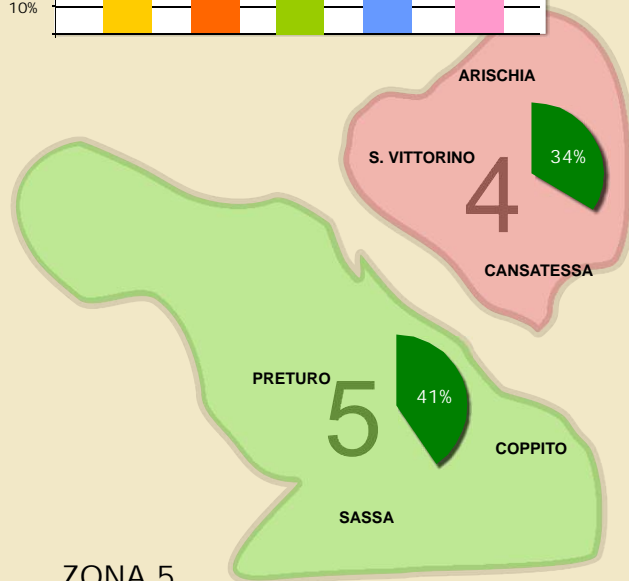 10%
ARISCHIA
S. VITTORINO
34%
4
CANSATESSA
PRETURO
5
41%
COPPITO
SASSA
ZONA 5